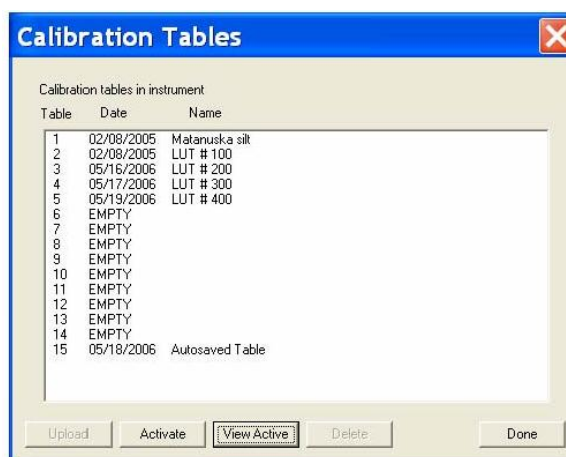 Calibration Tables
Calibration tables in instrument
Table Date Name
1 02/08/2005 Matanuska silt
2 02/08/2005 LUT # 100
3 05/16/2006 LUT # 200
4 05/17/2006 LUT # 300
5 05/19/2006 LUT # 400
6 EMPTY
7 EMPTY
8 EMPTY
9 EMPTY
10 EMPTY
11 EMPTY
12 EMPTY
13 EMPTY
14 EMPTY
15 05/18/2006 Autosaved Table
Upload Activate View Active Delete Done